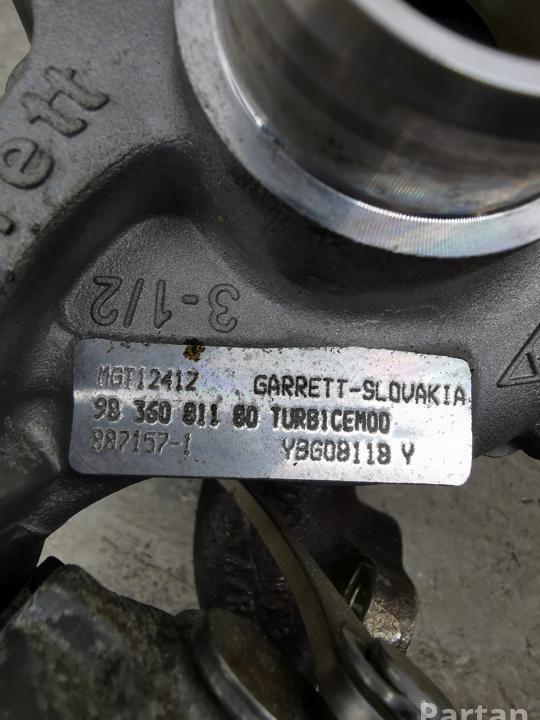 ett
3-1/2
MGT1241Z GARRETT-SLOVAKIA
98 360 811 80 TURBICEM00
887157-1 YBG08118 Y
Partan